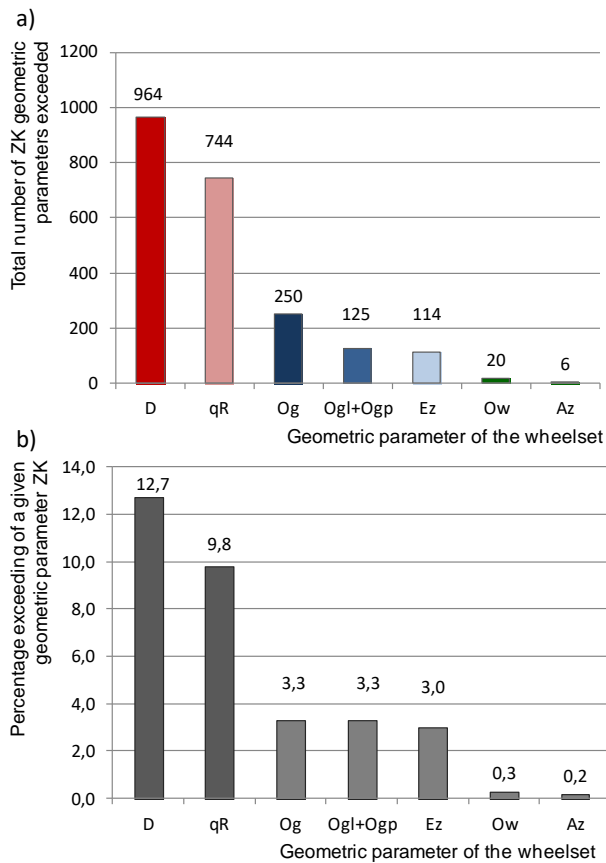 a)
Total number of ZK geometric
parameters exceeded
1200
1000
800
600
400
200
0
964
744
250
125
114
20
6
D qR Og Ogl+Ogp Ez Ow Az
Geometric parameter of the wheelset
b)
Percentage exceeding of a given
geometric parameter ZK
14,0
12,0
10,0
8,0
6,0
4,0
2,0
0,0
12,7
9,8
3,3
3,3
3,0
0,3
0,2
D qR Og Ogl+Ogp Ez Ow Az
Geometric parameter of the wheelset